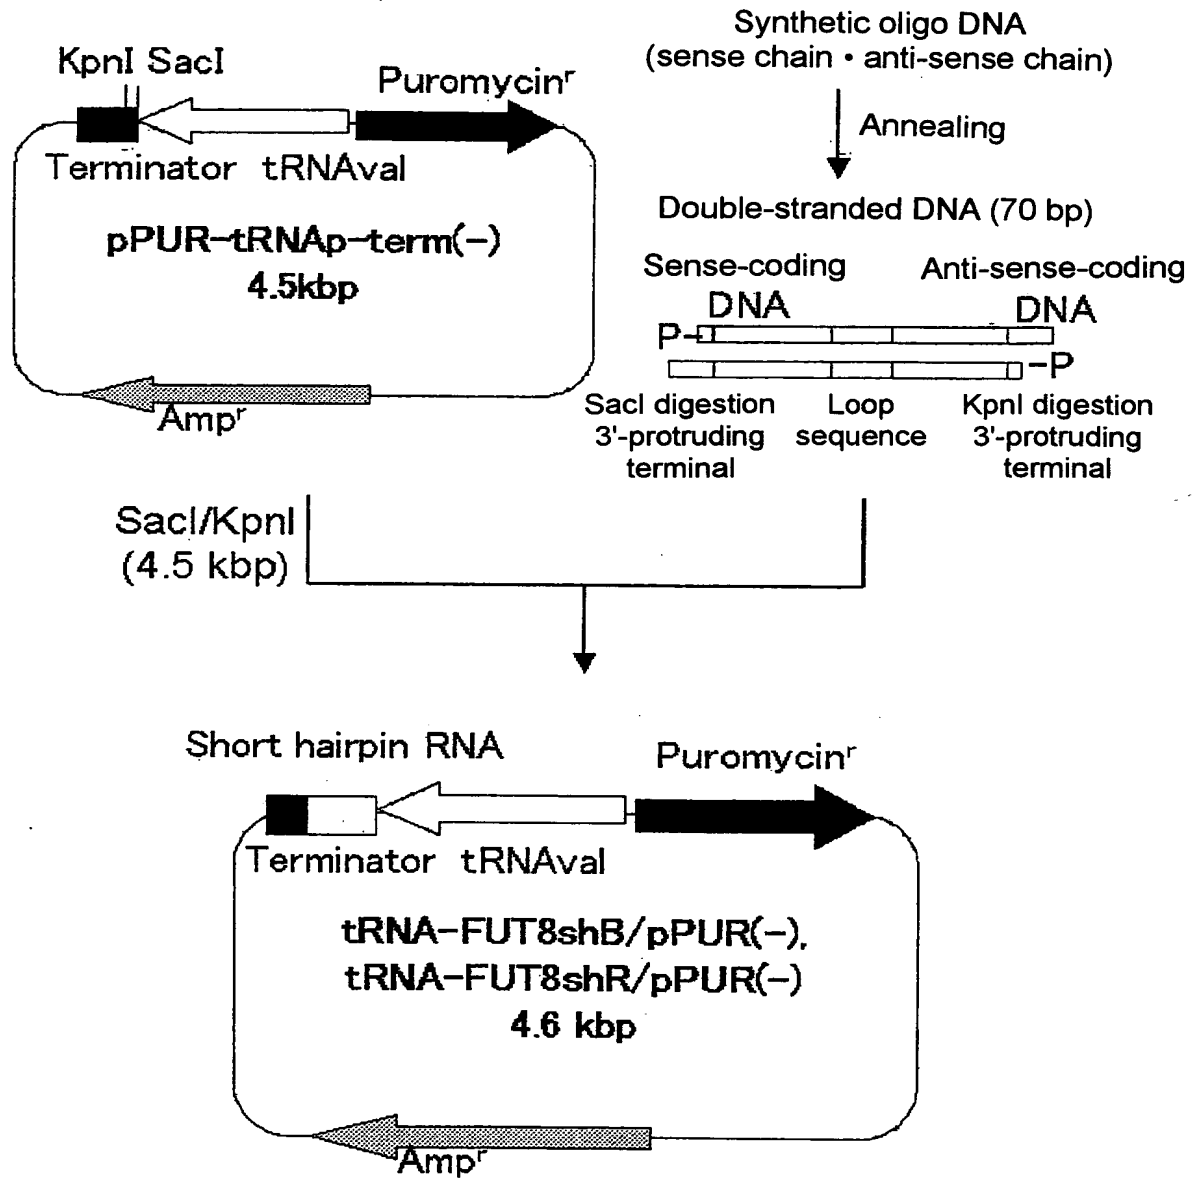 KpnI SacI
Puromycinʳ
Terminator tRNAval
pPUR-tRNAp-term(-)
4.5kbp
Ampʳ
Synthetic oligo DNA
(sense chain • anti-sense chain)
Annealing
Double-stranded DNA (70 bp)
Sense-coding
DNA
Anti-sense-coding
DNA
P-
-P
SacI digestion
3'-protruding
terminal
Loop
sequence
KpnI digestion
3'-protruding
terminal
SacI/KpnI
(4.5 kbp)
Short hairpin RNA
Puromycinʳ
Terminator tRNAval
tRNA-FUT8shB/pPUR(-),
tRNA-FUT8shR/pPUR(-)
4.6 kbp
Ampʳ